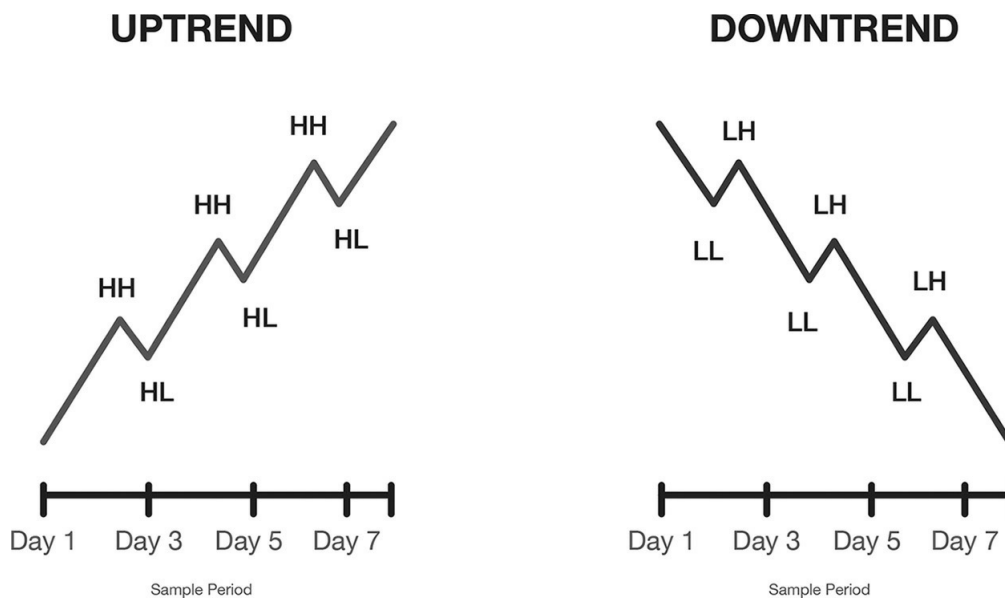 UPTREND
HH
HH
HH
HL
HL
HL
Day 1 Day 3 Day 5 Day 7
Sample Period
DOWNTREND
LH
LH
LH
LL
LL
LL
Day 1 Day 3 Day 5 Day 7
Sample Period